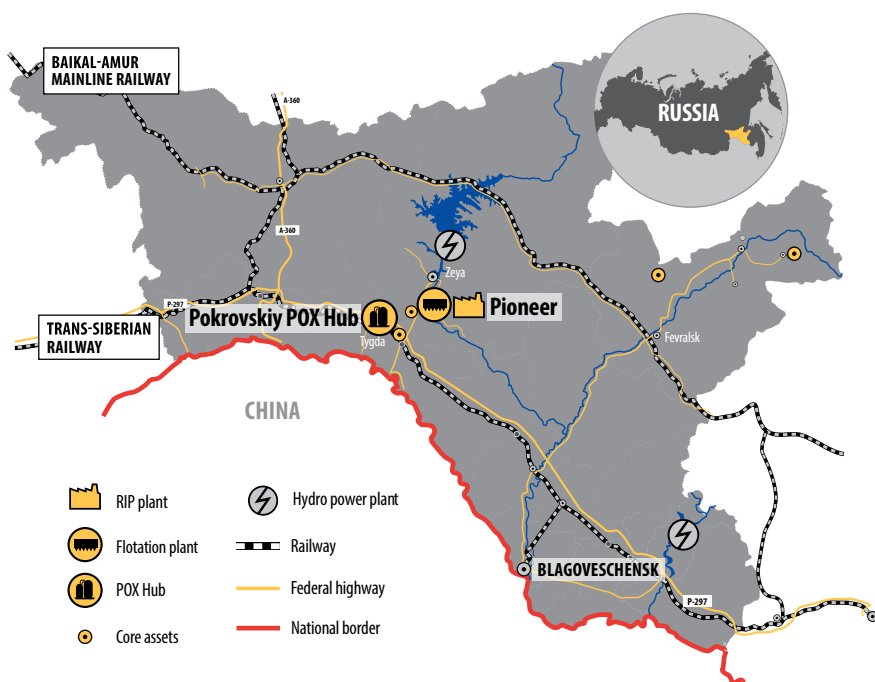 BAIKAL-AMUR
MAINLINE RAILWAY
A-360
RUSSIA
A-360
Zeya
P-297
Pokrovskiy POX Hub
Pioneer
TRANS-SIBERIAN
RAILWAY
Tygda
Fevralsk
CHINA
RIP plant
Hydro power plant
Flotation plant
Railway
POX Hub
Federal highway
Core assets
National border
BLAGOVESCHENSK
P-297